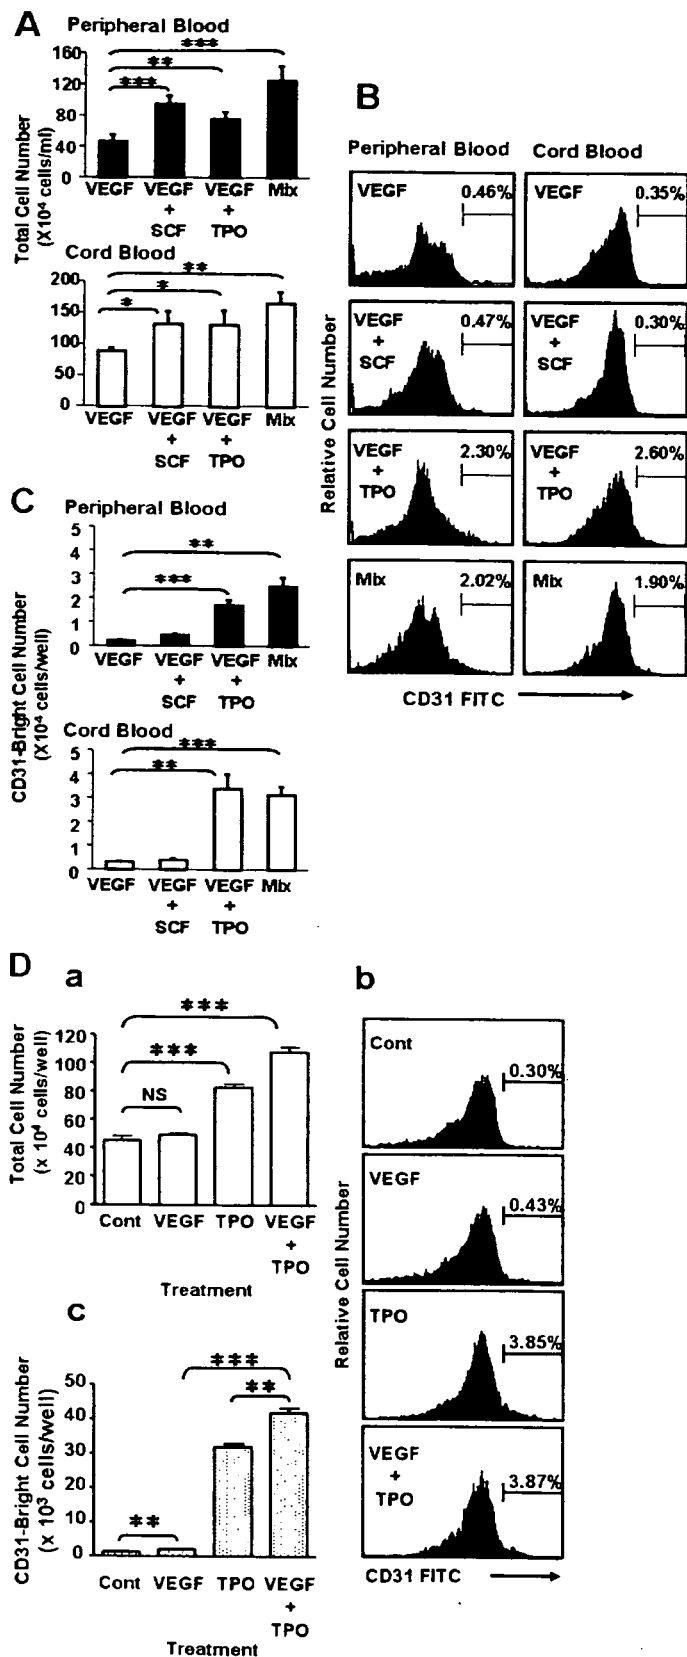 A
Peripheral Blood
***
**
***
160
120
80
40
0
Total Cell Number
(X10⁴ cells/ml)
VEGF VEGF VEGF Mix
+ +
SCF TPO
Cord Blood
**
*
*
200
150
100
50
0
VEGF VEGF VEGF Mix
+ +
SCF TPO
B
Peripheral Blood Cord Blood
Relative Cell Number
VEGF 0.46% VEGF 0.35%
VEGF 0.47% VEGF 0.30%
+ +
SCF SCF
VEGF 2.30% VEGF 2.60%
+ +
TPO TPO
Mix 2.02% Mix 1.90%
CD31 FITC
C
Peripheral Blood
**
***
5
4
3
2
1
0
CD31-Bright Cell Number
(X10⁴ cells/well)
VEGF VEGF VEGF Mix
+ +
SCF TPO
Cord Blood
***
**
5
4
3
2
1
0
VEGF VEGF VEGF Mix
+ +
SCF TPO
D
a
***
***
NS
120
100
80
60
40
20
0
Total Cell Number
(x 10⁴ cells/well)
Cont VEGF TPO VEGF
+
TPO
Treatment
b
Relative Cell Number
Cont
0.30%
VEGF
0.43%
TPO
3.85%
VEGF
+
TPO
3.87%
CD31 FITC
c
***
**
**
50
40
30
20
10
0
CD31-Bright Cell Number
(x 10³ cells/well)
Cont VEGF TPO VEGF
+
TPO
Treatment